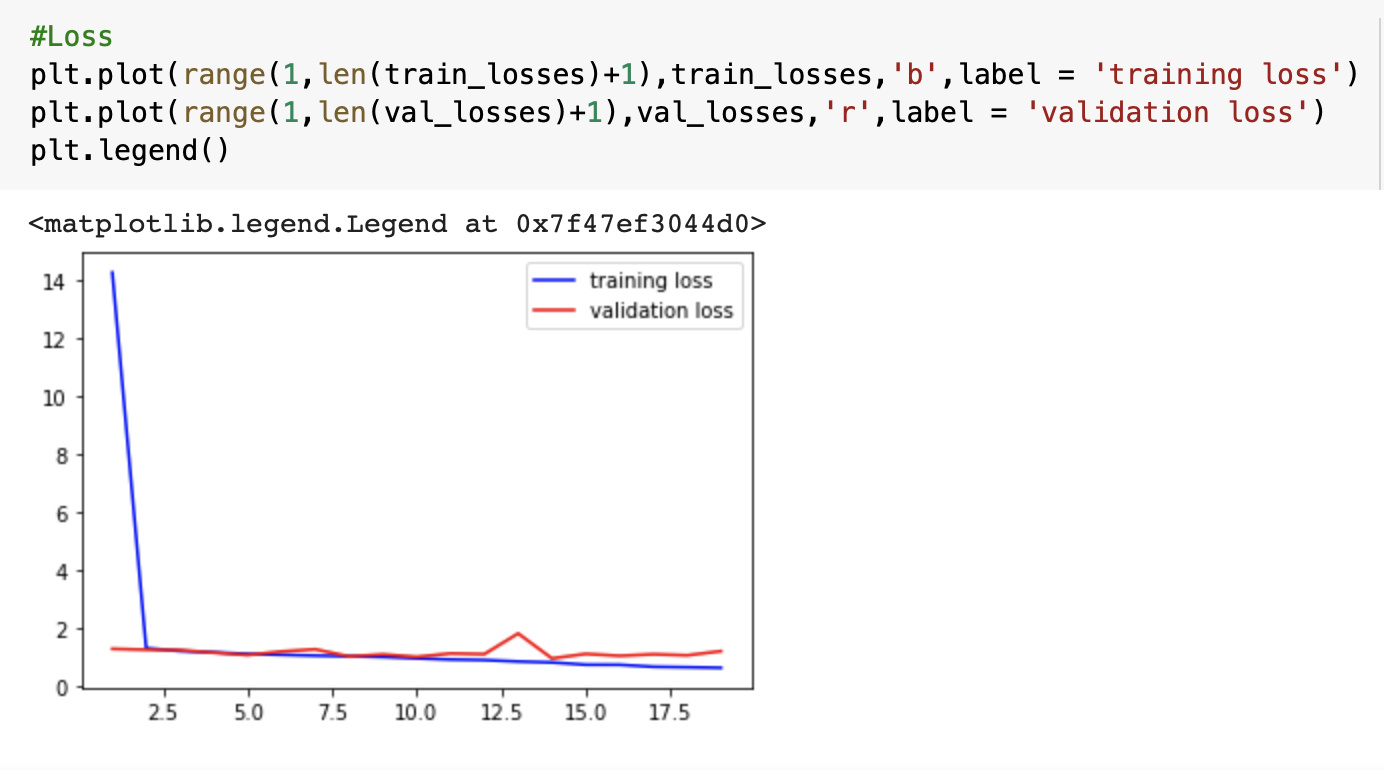 #Loss
plt.plot(range(1,len(train_losses)+1),train_losses,'b',label = 'training loss')
plt.plot(range(1,len(val_losses)+1),val_losses,'r',label = 'validation loss')
plt.legend()
<matplotlib.legend.Legend at 0x7f47ef3044d0>
training loss
validation loss
14
12
10
8
6
4
2
0
2.5 5.0 7.5 10.0 12.5 15.0 17.5